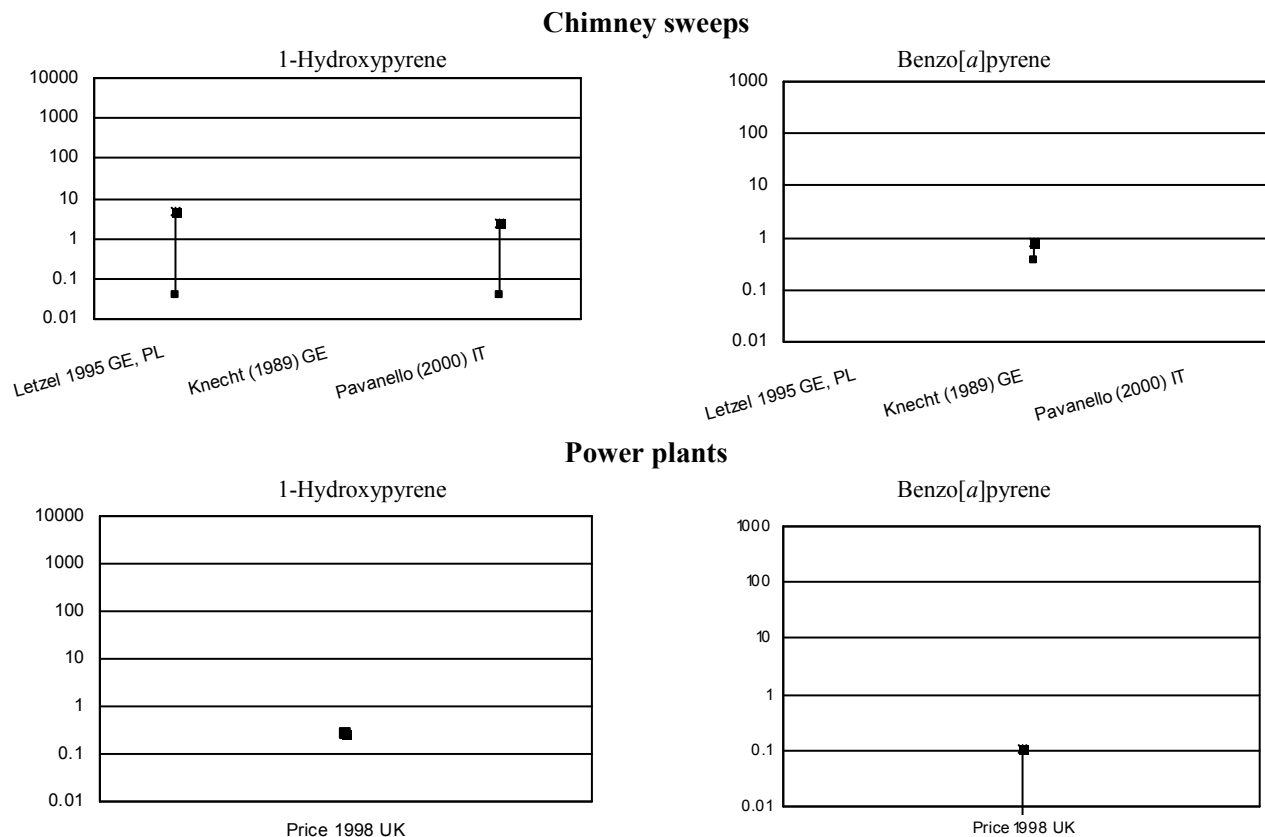 Chimney sweeps
1-Hydroxypyrene
10000
1000
100
10
1
0.1
0.01
Letzel 1995 GE, PL
Knecht (1989) GE
Pavanello (2000) IT
Benzo[a]pyrene
1000
100
10
1
0.1
0.01
Letzel 1995 GE, PL
Knecht (1989) GE
Pavanello (2000) IT
Power plants
1-Hydroxypyrene
10000
1000
100
10
1
0.1
0.01
Price 1998 UK
Benzo[a]pyrene
1000
100
10
1
0.1
0.01
Price 1998 UK